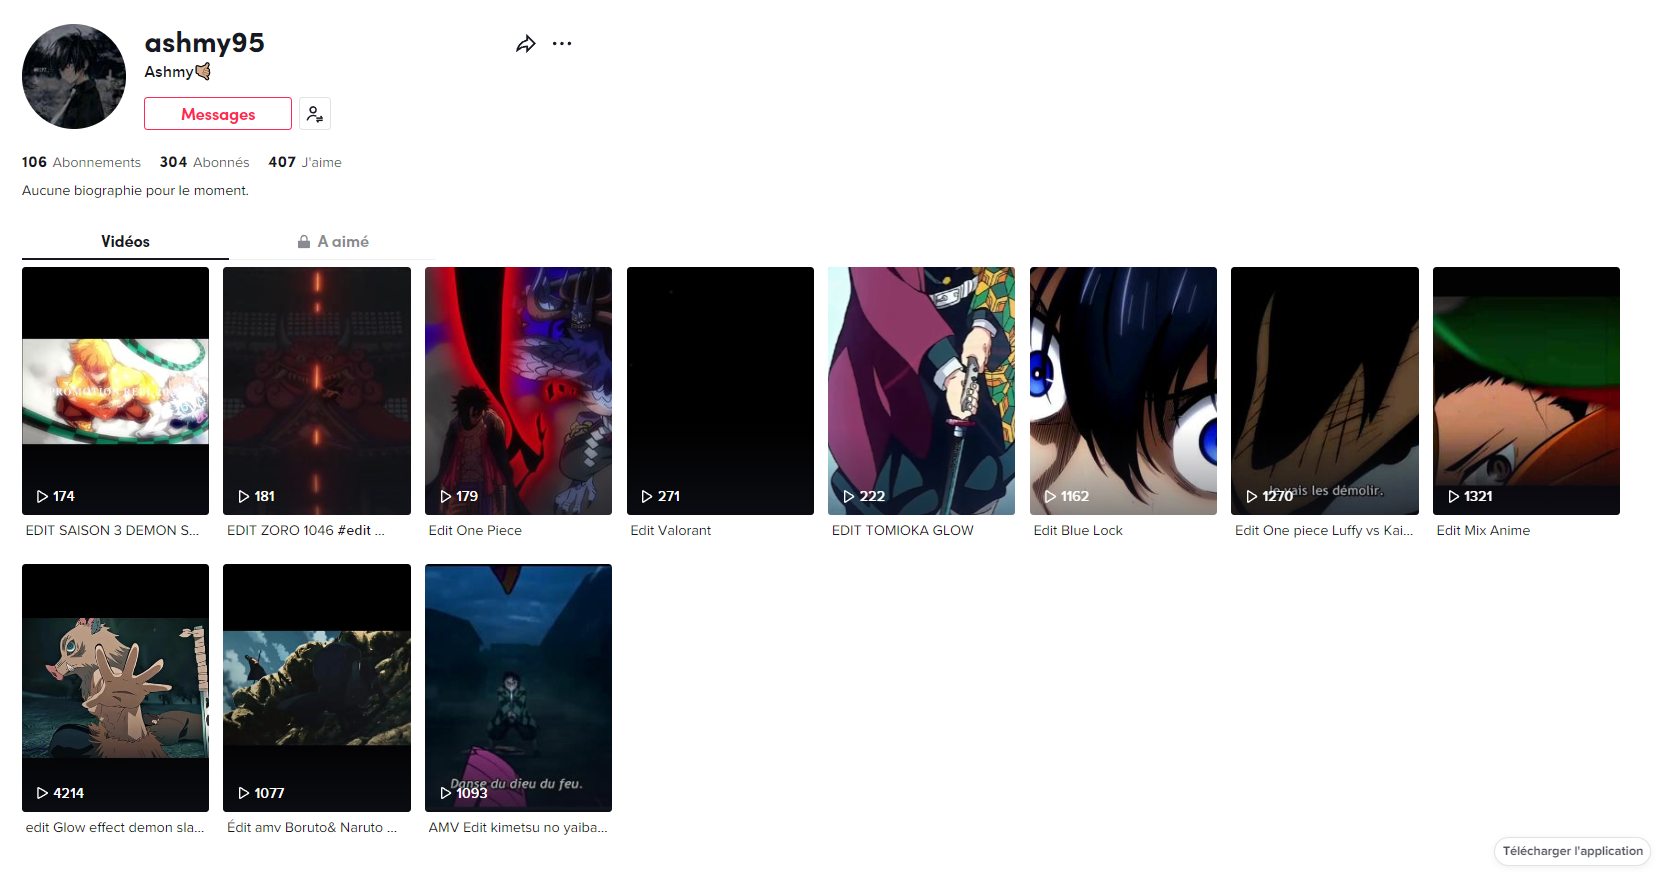 ashmy95
Ashmy🤙🏼
Messages
106 Abonnements 304 Abonnés 407 J'aime
Aucune biographie pour le moment.
Vidéos A aimé
PROMOTION REEL
Je vais les démolir.
174 181 179 271 222 1162 1270 1321
EDIT SAISON 3 DEMON S... EDIT ZORO 1046 #edit ... Edit One Piece Edit Valorant EDIT TOMIOKA GLOW Edit Blue Lock Edit One piece Luffy vs Kai... Edit Mix Anime
Danse du dieu du feu.
4214 1077 1093
edit Glow effect demon sla... Édit amv Boruto& Naruto ... AMV Edit kimetsu no yaiba...
Télécharger l'application